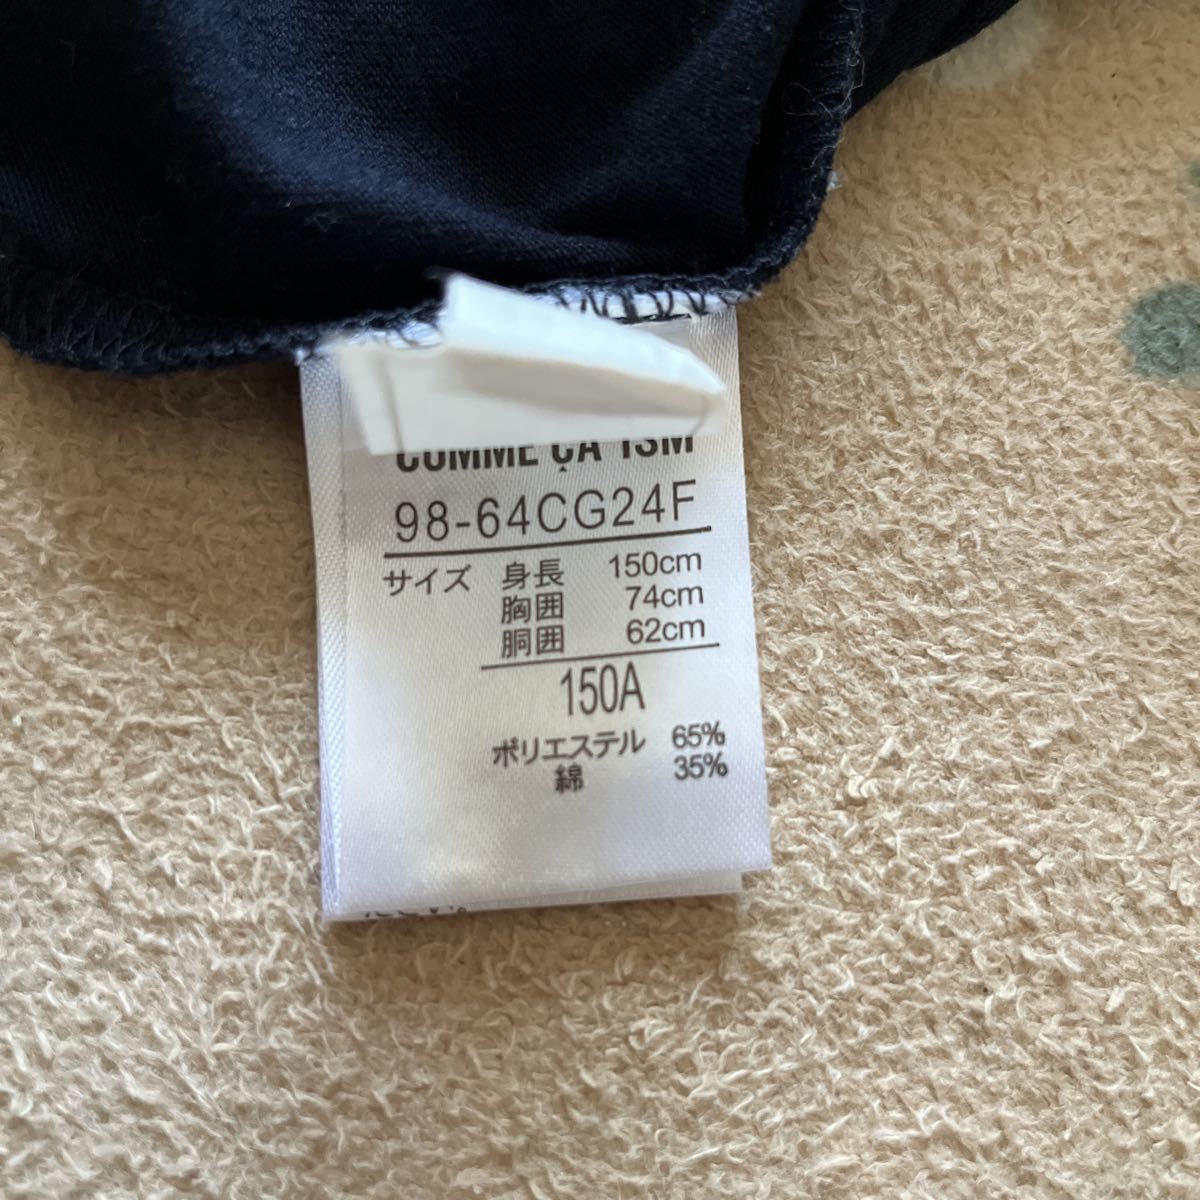 COMME ÇA ISM
98-64CG24F
サイズ 身長 150cm
胸囲 74cm
胴囲 62cm
150A
ポリエステル 65%
綿 35%